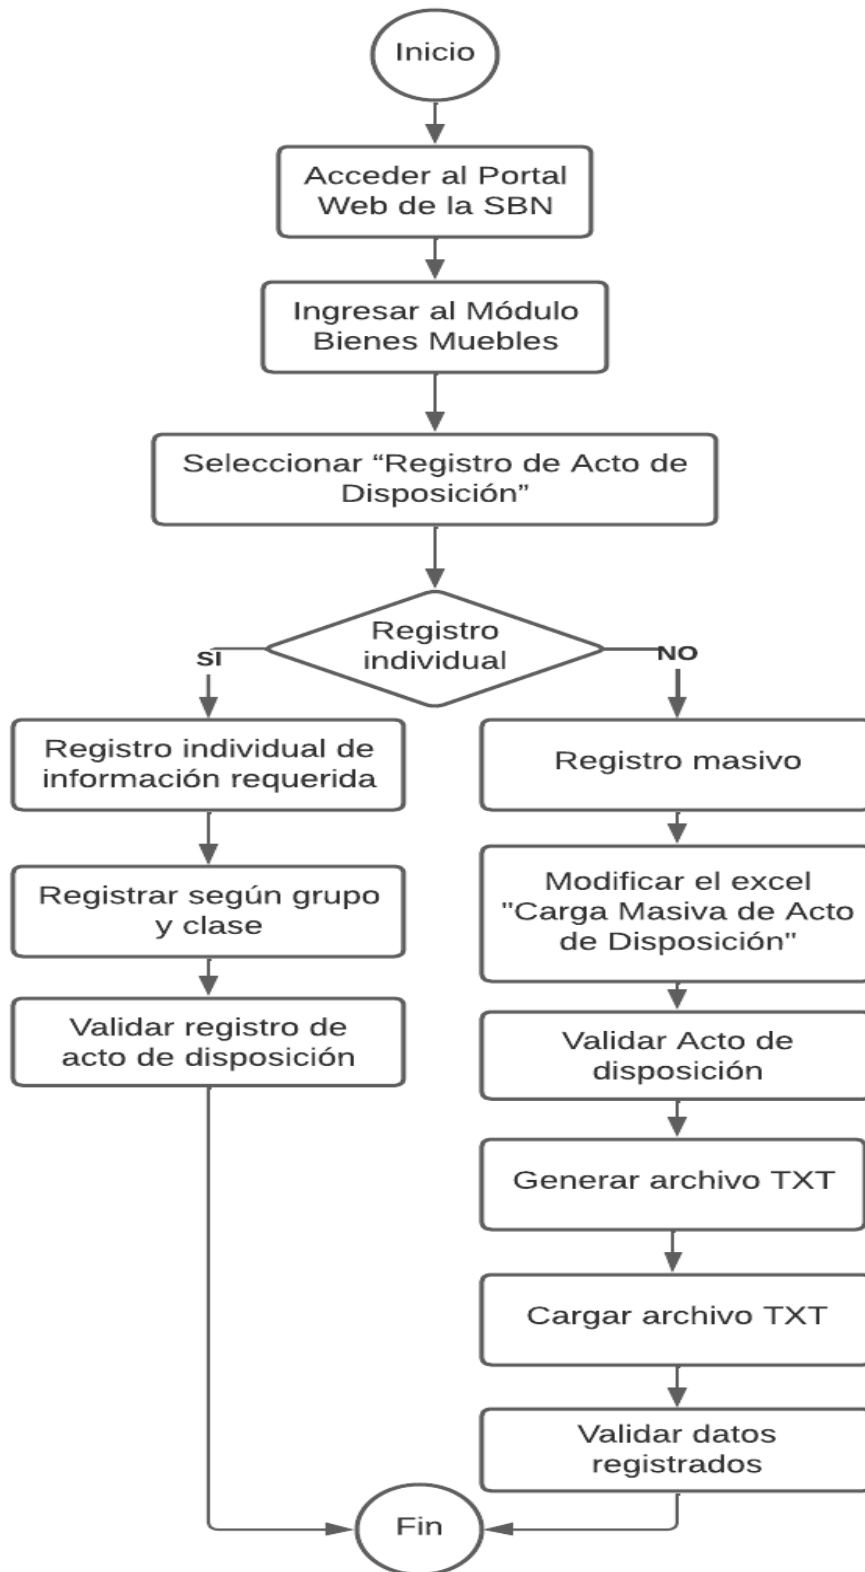 Inicio
Acceder al Portal
Web de la SBN
Ingresar al Módulo
Bienes Muebles
Seleccionar “Registro de Acto de
Disposición”
Registro
individual
SI
NO
Registro individual de
información requerida
Registrar según grupo
y clase
Validar registro de
acto de disposición
Registro masivo
Modificar el excel
"Carga Masiva de Acto
de Disposición"
Validar Acto de
disposición
Generar archivo TXT
Cargar archivo TXT
Validar datos
registrados
Fin